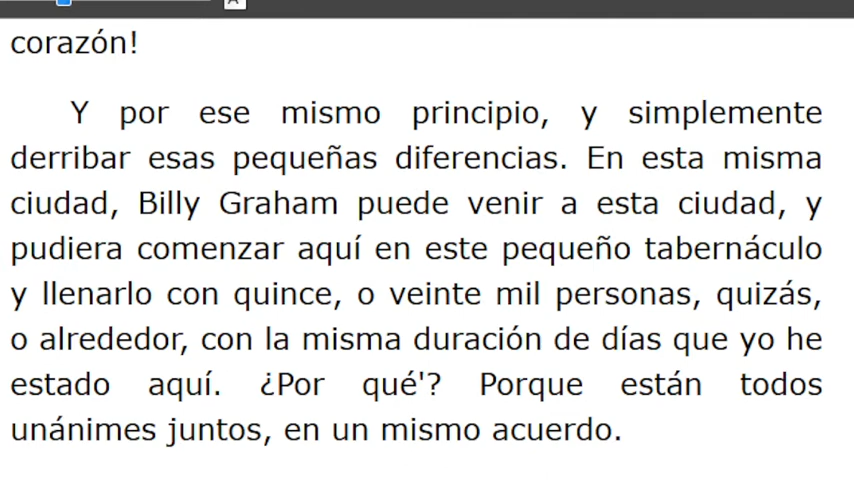 corazón!
Y por ese mismo principio, y simplemente
derribar esas pequeñas diferencias. En esta misma
ciudad, Billy Graham puede venir a esta ciudad, y
pudiera comenzar aquí en este pequeño tabernáculo
y llenarlo con quince, o veinte mil personas, quizás,
o alrededor, con la misma duración de días que yo he
estado aquí. ¿Por qué'? Porque están todos
unánimes juntos, en un mismo acuerdo.